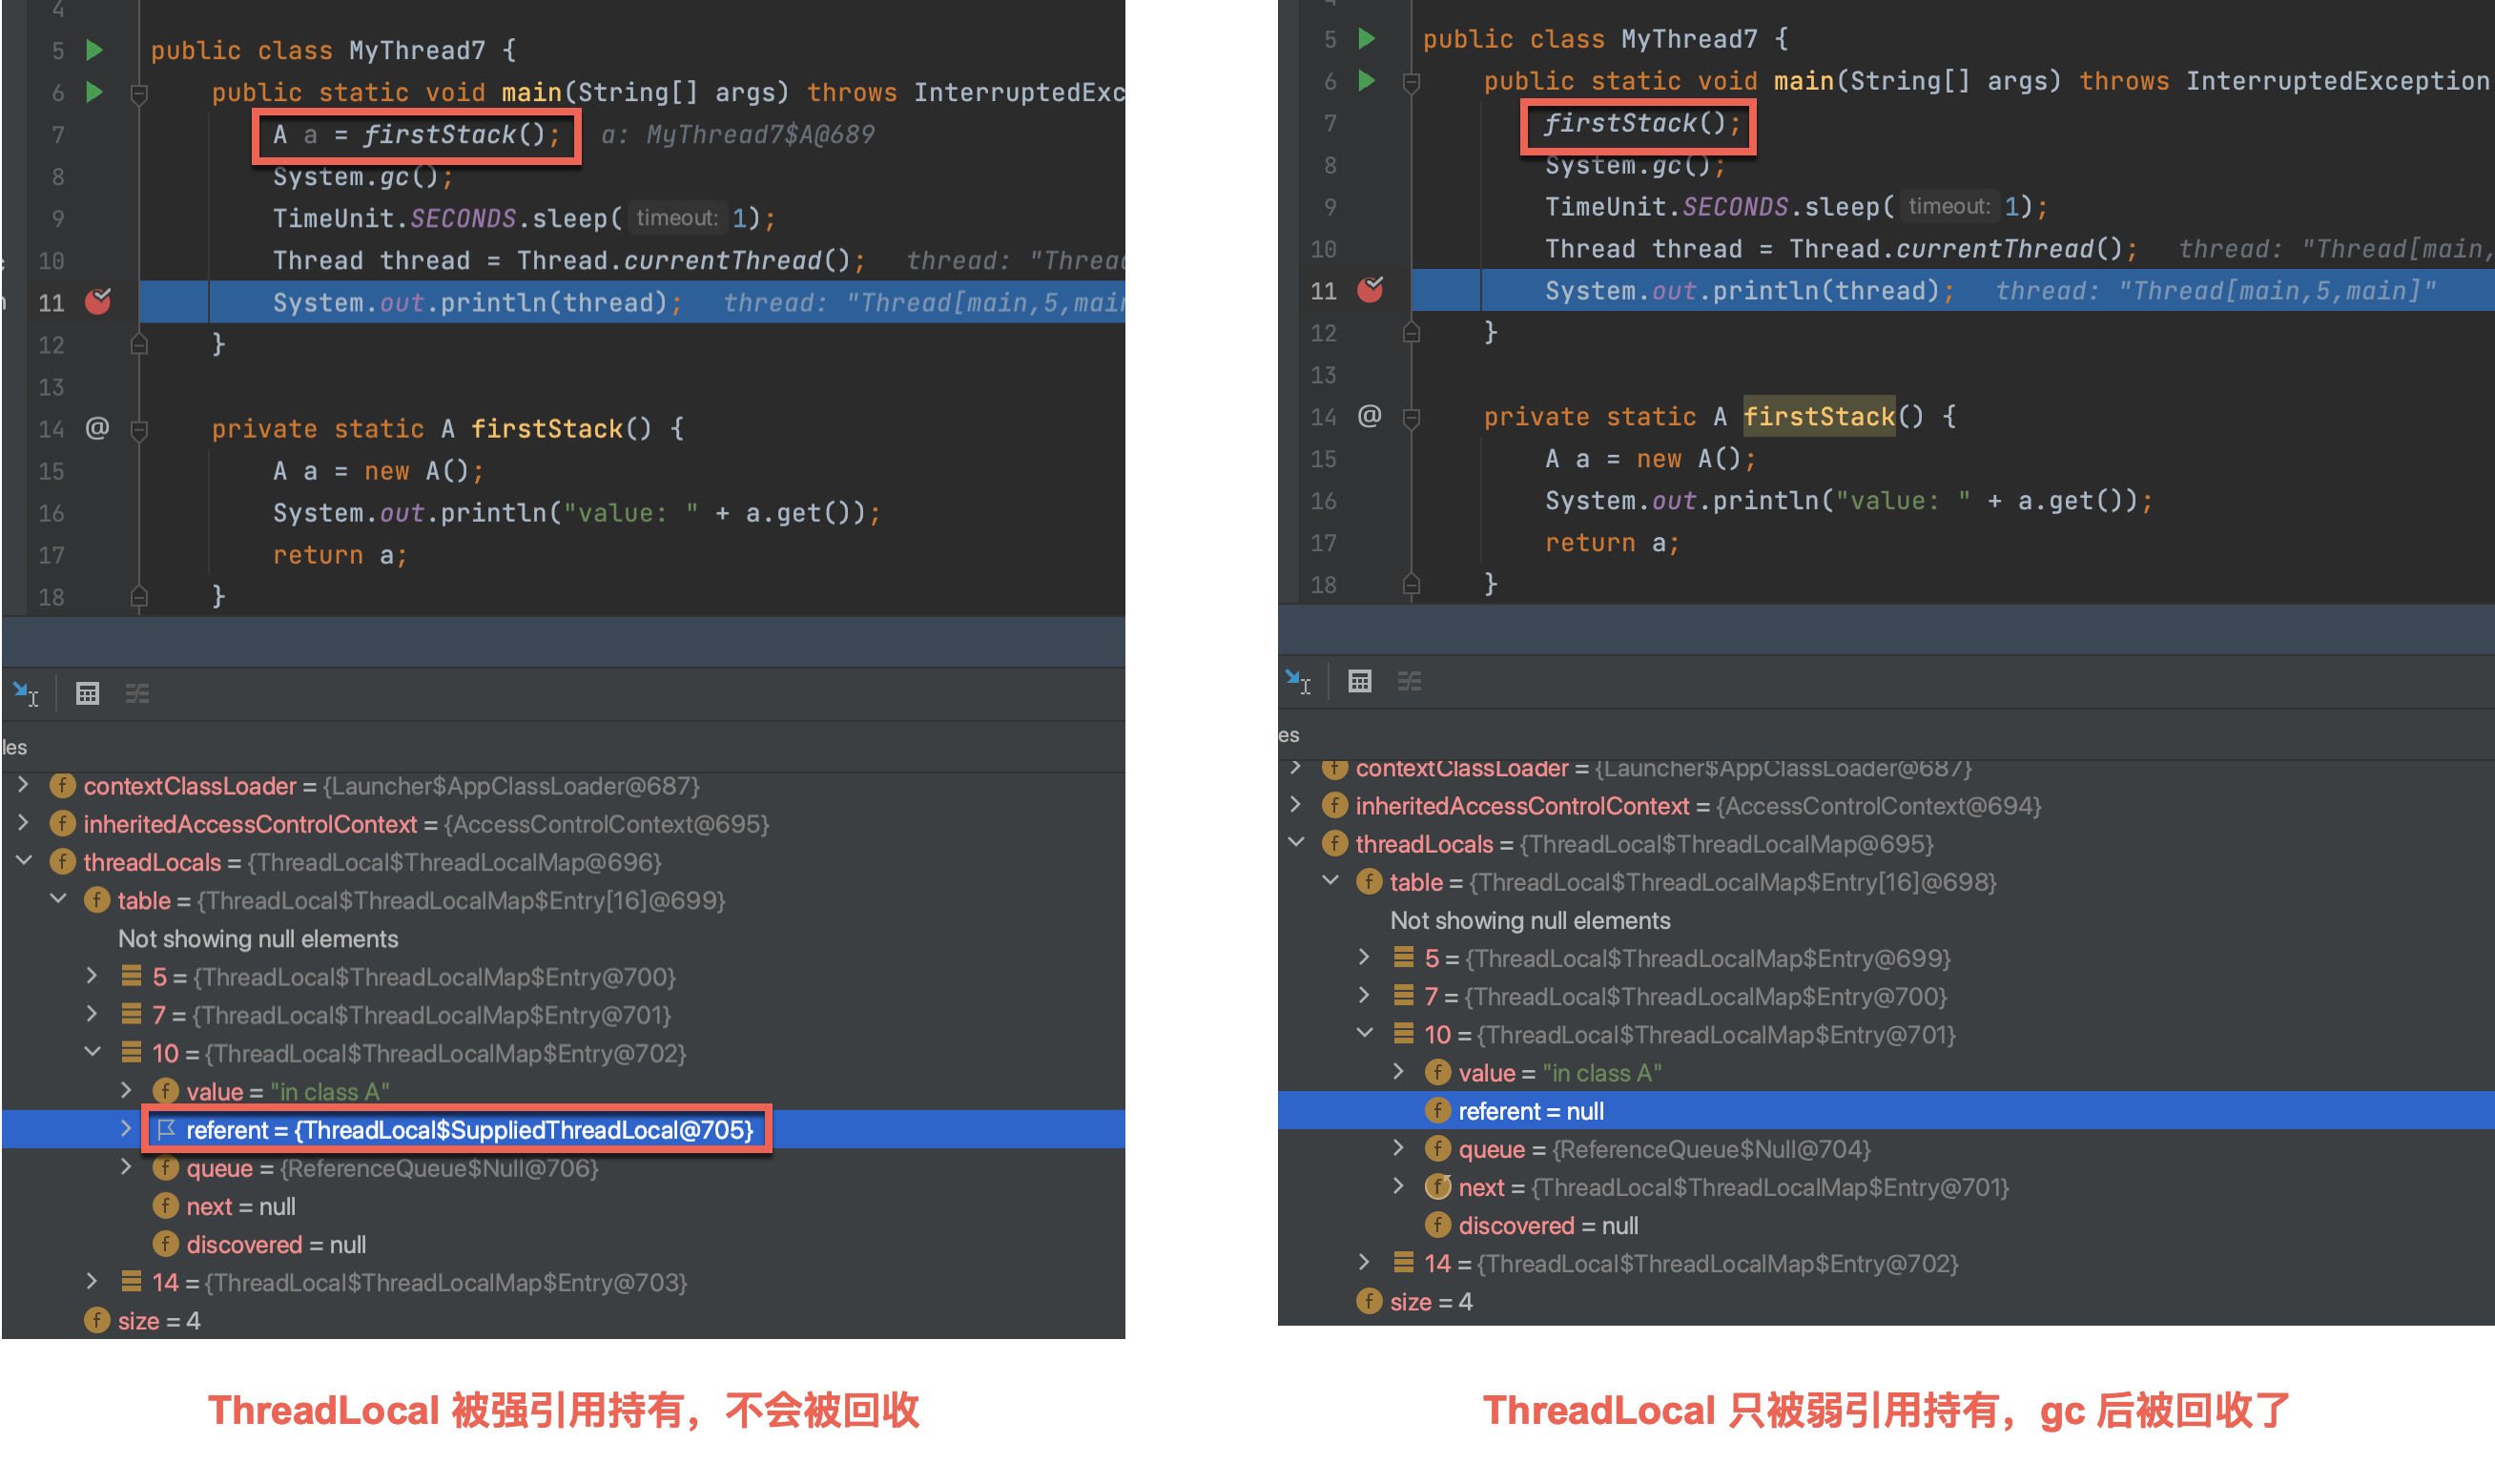 4
5 public class MyThread7 {
6 public static void main(String[] args) throws InterruptedExc
7 A a = firstStack(); a: MyThread7$A@689
8 System.gc();
9 TimeUnit.SECONDS.sleep( timeout: 1);
10 Thread thread = Thread.currentThread(); thread: "Threa
11 System.out.println(thread); thread: "Thread[main,5,mai
12 }
13
14 @ private static A firstStack() {
15 A a = new A();
16 System.out.println("value: " + a.get());
17 return a;
18 }
les
contextClassLoader = {Launcher$AppClassLoader@687}
inheritedAccessControlContext = {AccessControlContext@695}
threadLocals = {ThreadLocal$ThreadLocalMap@696}
table = {ThreadLocal$ThreadLocalMap$Entry[16]@699}
Not showing null elements
5 = {ThreadLocal$ThreadLocalMap$Entry@700}
7 = {ThreadLocal$ThreadLocalMap$Entry@701}
10 = {ThreadLocal$ThreadLocalMap$Entry@702}
value = "in class A"
referent = {ThreadLocal$SuppliedThreadLocal@705}
queue = {ReferenceQueue$Null@706}
next = null
discovered = null
14 = {ThreadLocal$ThreadLocalMap$Entry@703}
size = 4
ThreadLocal 被强引用持有，不会被回收
5 public class MyThread7 {
6 public static void main(String[] args) throws InterruptedException
7 firstStack();
8 System.gc();
9 TimeUnit.SECONDS.sleep( timeout: 1);
10 Thread thread = Thread.currentThread(); thread: "Thread[main,
11 System.out.println(thread); thread: "Thread[main,5,main]"
12 }
13
14 @ private static A firstStack() {
15 A a = new A();
16 System.out.println("value: " + a.get());
17 return a;
18 }
es
contextClassLoader = {Launcher$AppClassLoader@687}
inheritedAccessControlContext = {AccessControlContext@694}
threadLocals = {ThreadLocal$ThreadLocalMap@695}
table = {ThreadLocal$ThreadLocalMap$Entry[16]@698}
Not showing null elements
5 = {ThreadLocal$ThreadLocalMap$Entry@699}
7 = {ThreadLocal$ThreadLocalMap$Entry@700}
10 = {ThreadLocal$ThreadLocalMap$Entry@701}
value = "in class A"
referent = null
queue = {ReferenceQueue$Null@704}
next = {ThreadLocal$ThreadLocalMap$Entry@701}
discovered = null
14 = {ThreadLocal$ThreadLocalMap$Entry@702}
size = 4
ThreadLocal 只被弱引用持有，gc 后被回收了